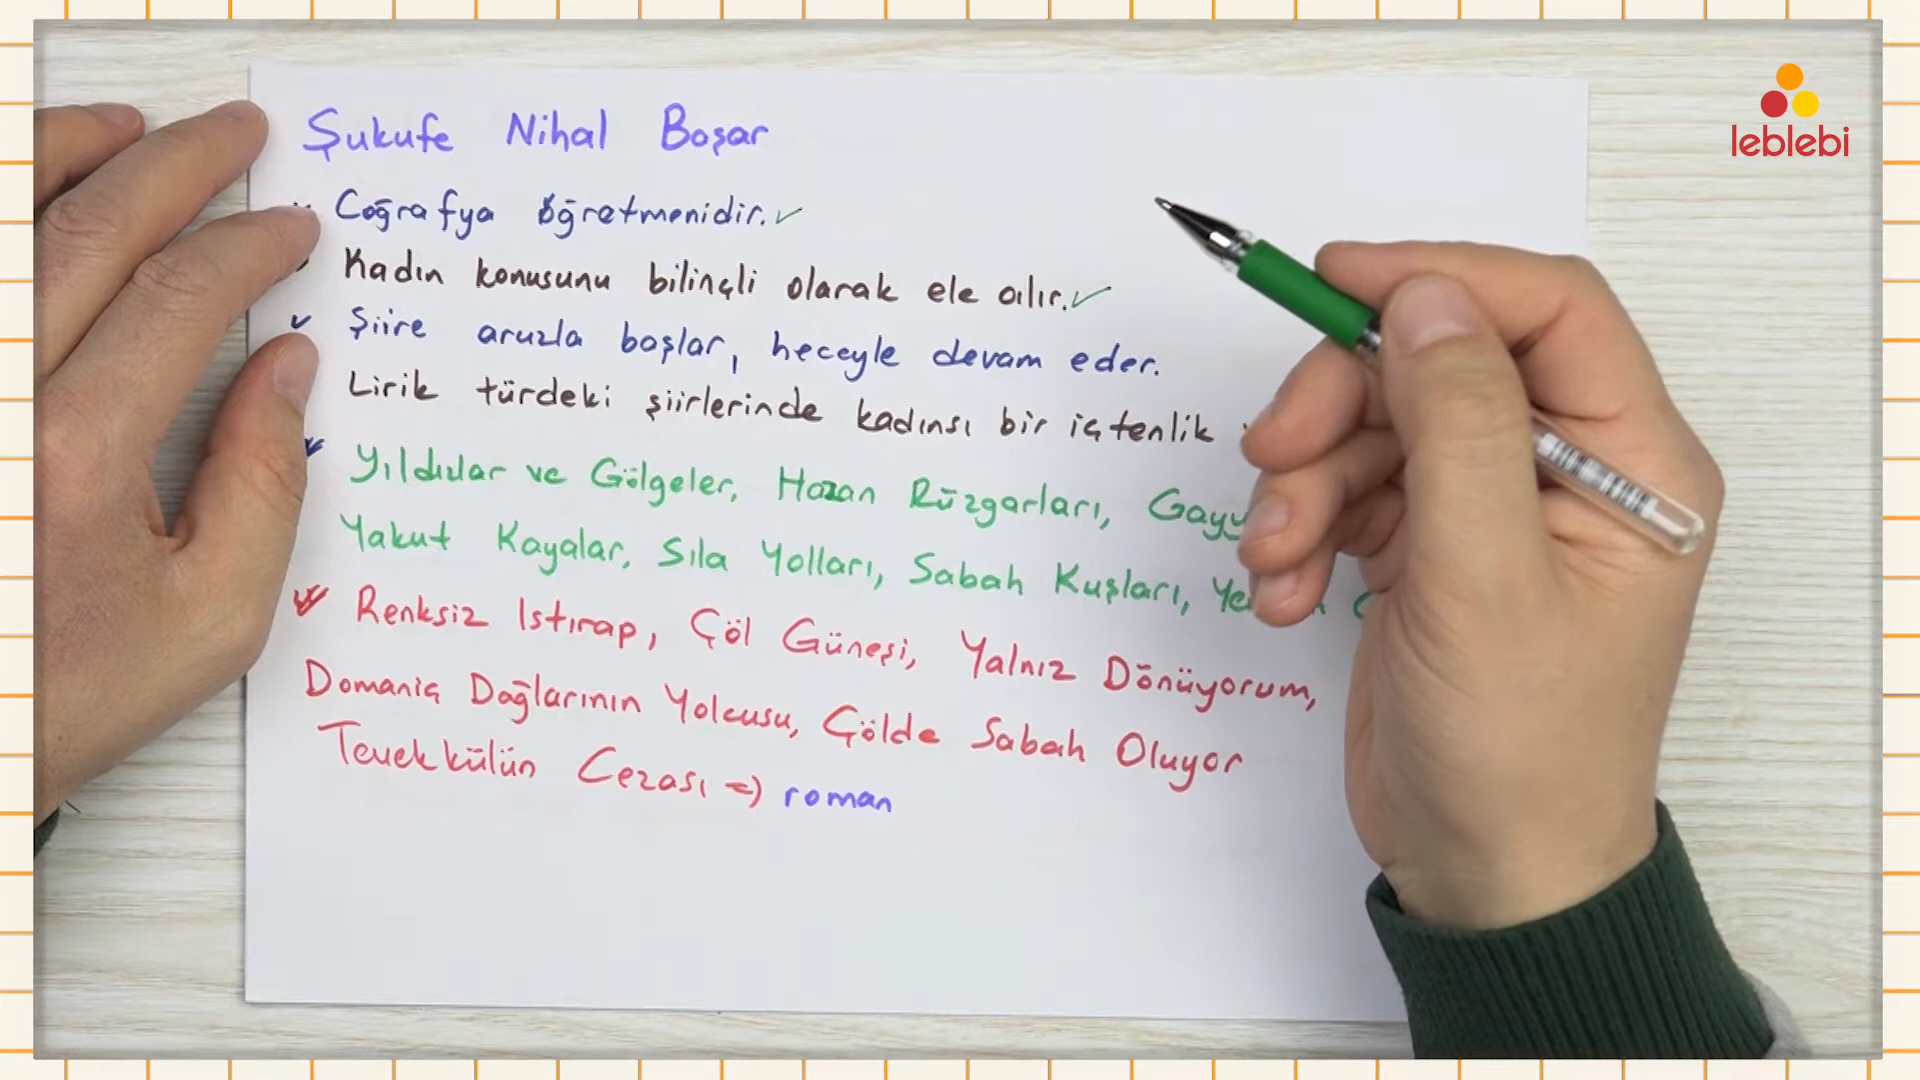 Şukufe Nihal Başar
leblebi
Coğrafya öğretmenidir.
Kadın konusunu bilinçli olarak ele alır.
Şiire aruzla başlar, heceyle devam eder.
Lirik türdeki şiirlerinde kadınsı bir içtenlik
Yıldızlar ve Gölgeler, Hazan Rüzgarları,
Yakut Kayalar, Sıla Yolları, Sabah Kuşları,
Renksiz Istırap, Çöl Güneşi, Yalnız Dönüyorum,
Domaniç Dağlarının Yolcusu, Çölde Sabah Oluyor
Tevekkülün Cezası => roman